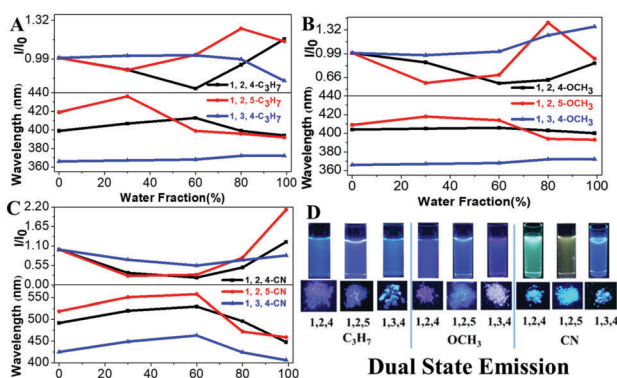 A
I/I0
1.32
0.99
440
420
400
380
360
Wavelength (nm)
1, 2, 4-C3H7
1, 2, 5-C3H7
1, 3, 4-C3H7
0 20 40 60 80 100
Water Fraction(%)
B
I/I0
1.32
0.99
0.66
440
420
400
380
360
Wavelength (nm)
1, 2, 4-OCH3
1, 2, 5-OCH3
1, 3, 4-OCH3
0 20 40 60 80 100
Water Fraction(%)
C
I/I0
2.20
1.65
1.10
0.55
0.00
550
500
450
400
Wavelength (nm)
1, 2, 4-CN
1, 2, 5-CN
1, 3, 4-CN
0 20 40 60 80 100
Water Fraction(%)
D
1,2,4 1,2,5 1,3,4 1,2,4 1,2,5 1,3,4 1,2,4 1,2,5 1,3,4
C3H7 OCH3 CN
Dual State Emission